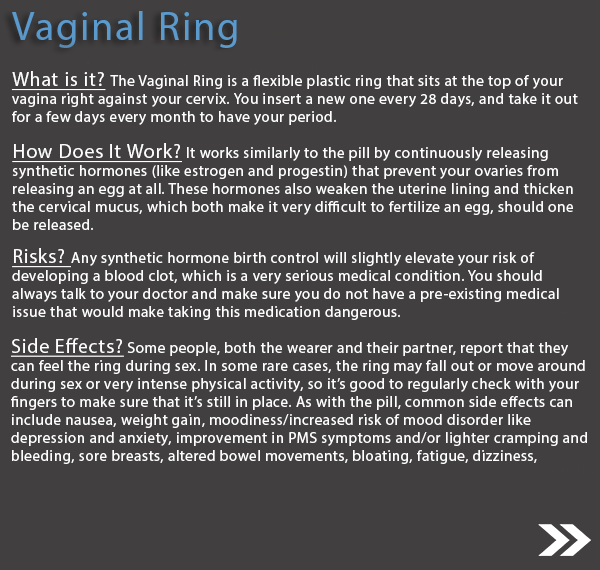 Vaginal Ring
What is it? The Vaginal Ring is a flexible plastic ring that sits at the top of your
vagina right against your cervix. You insert a new one every 28 days, and take it out
for a few days every month to have your period.
How Does It Work? It works similarly to the pill by continuously releasing
synthetic hormones (like estrogen and progestin) that prevent your ovaries from
releasing an egg at all. These hormones also weaken the uterine lining and thicken
the cervical mucus, which both make it very difficult to fertilize an egg, should one
be released.
Risks? Any synthetic hormone birth control will slightly elevate your risk of
developing a blood clot, which is a very serious medical condition. You should
always talk to your doctor and make sure you do not have a pre-existing medical
issue that would make taking this medication dangerous.
Side Effects? Some people, both the wearer and their partner, report that they
can feel the ring during sex. In some rare cases, the ring may fall out or move around
during sex or very intense physical activity, so it's good to regularly check with your
fingers to make sure that it's still in place. As with the pill, common side effects can
include nausea, weight gain, moodiness/increased risk of mood disorder like
depression and anxiety, improvement in PMS symptoms and/or lighter cramping and
bleeding, sore breasts, altered bowel movements, bloating, fatigue, dizziness,